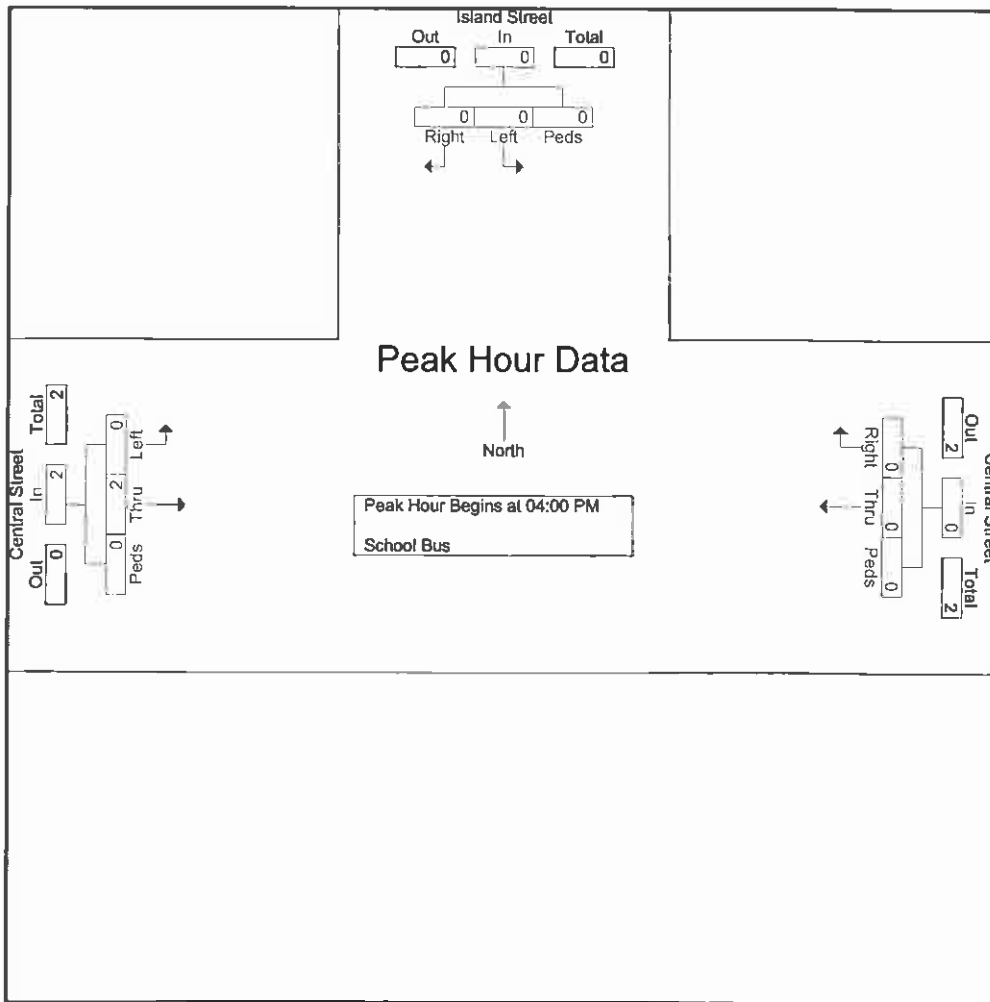 Island Street
Out In Total
0 0 0
0 0 0
Right Left Peds
Peak Hour Data
North
Peak Hour Begins at 04:00 PM
School Bus
Central Street
Out In Total
0 2 2
0 2 0
Left Thru Peds
Central Street
Out In Total
2 0 2
0 0 0
Right Thru Peds